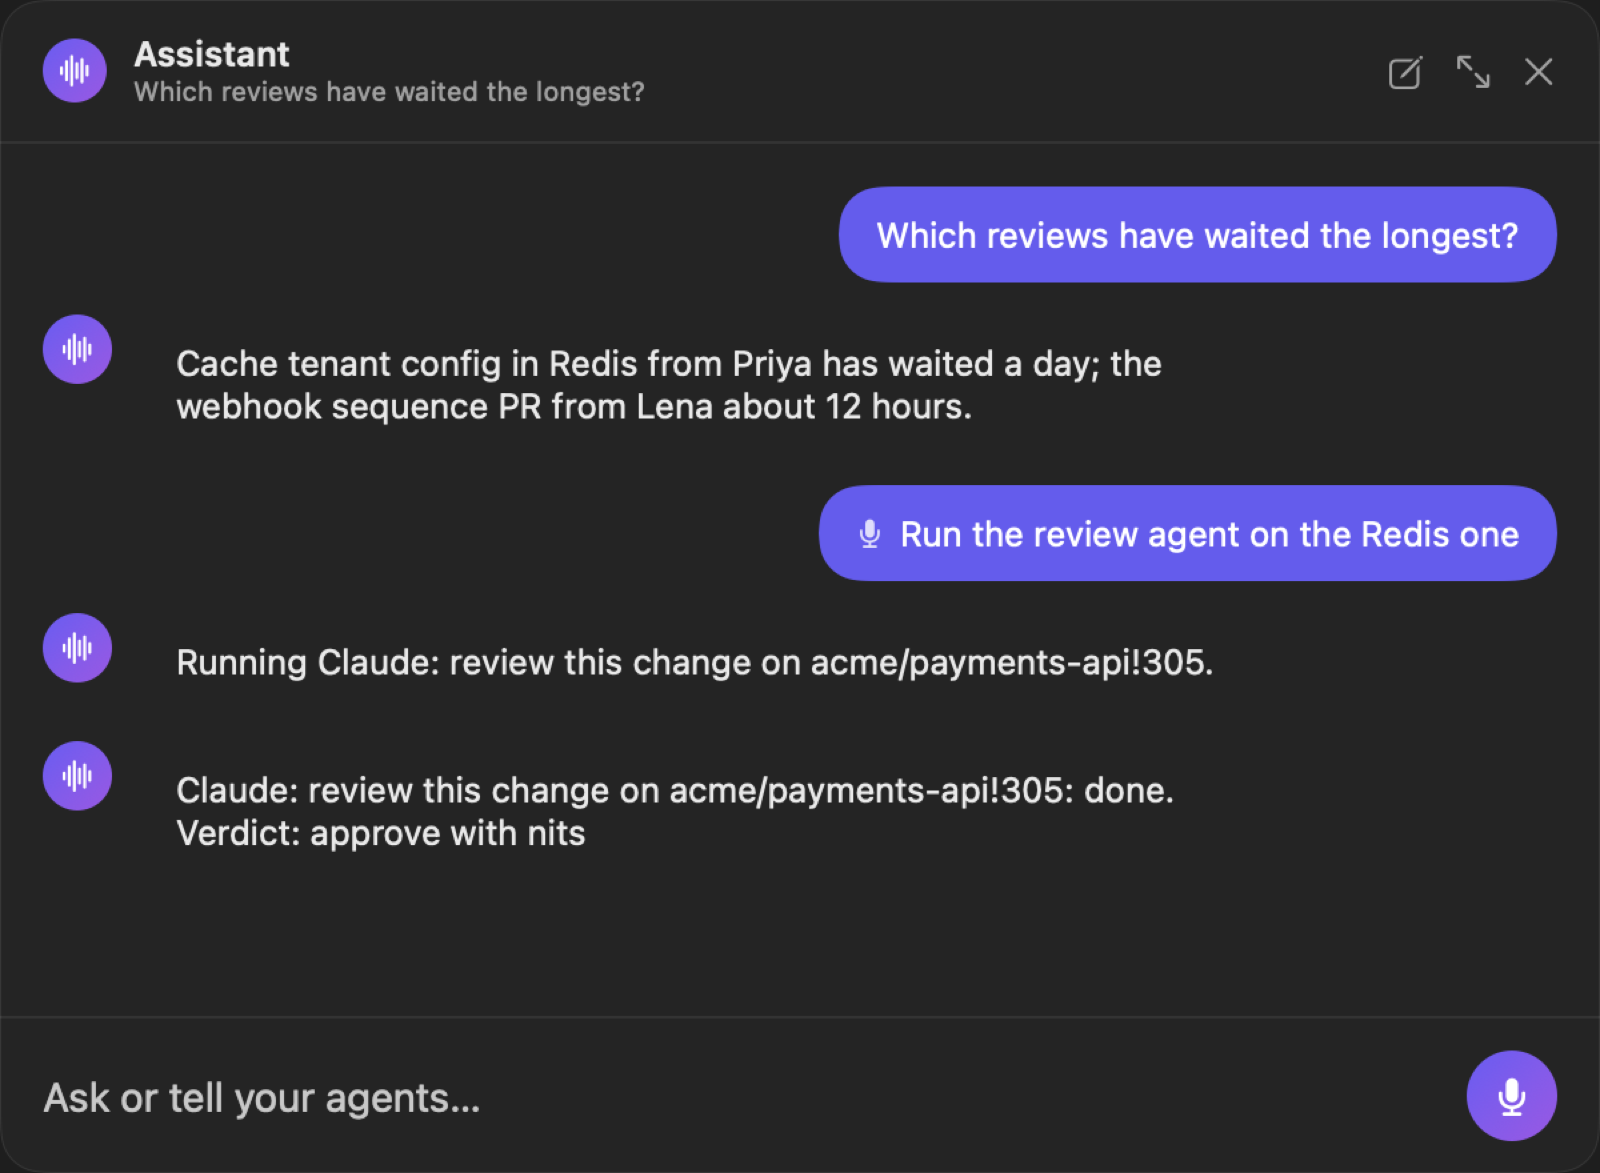 Assistant
Which reviews have waited the longest?
Which reviews have waited the longest?
Cache tenant config in Redis from Priya has waited a day; the
webhook sequence PR from Lena about 12 hours.
Run the review agent on the Redis one
Running Claude: review this change on acme/payments-api!305.
Claude: review this change on acme/payments-api!305: done.
Verdict: approve with nits
Ask or tell your agents...